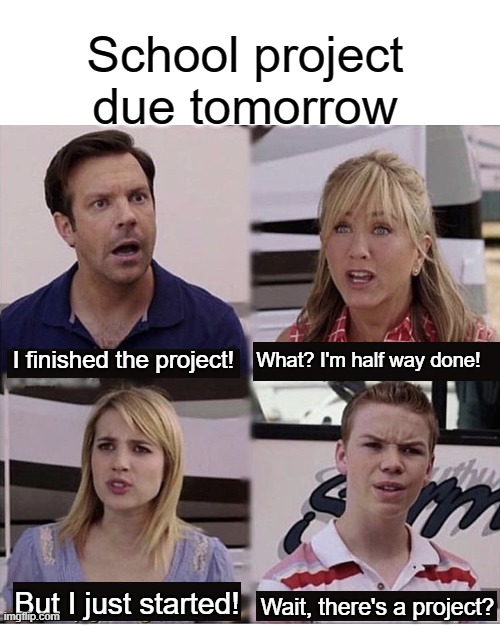 School project
due tomorrow
I finished the project!
What? I'm half way done!
But I just started!
Wait, there's a project?
imgflip.com